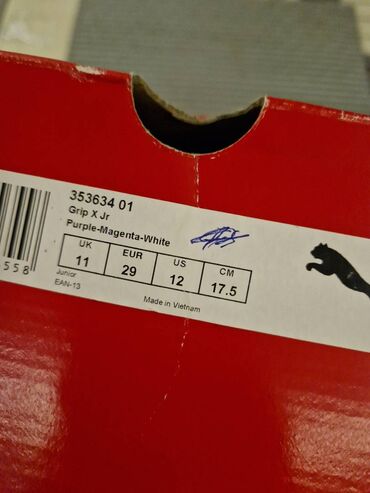 353634 01
Grip X Jr
Purple-Magenta-White
UK EUR US CM
11 29 12 17.5
Junior
EAN-13
Made in Vietnam
558